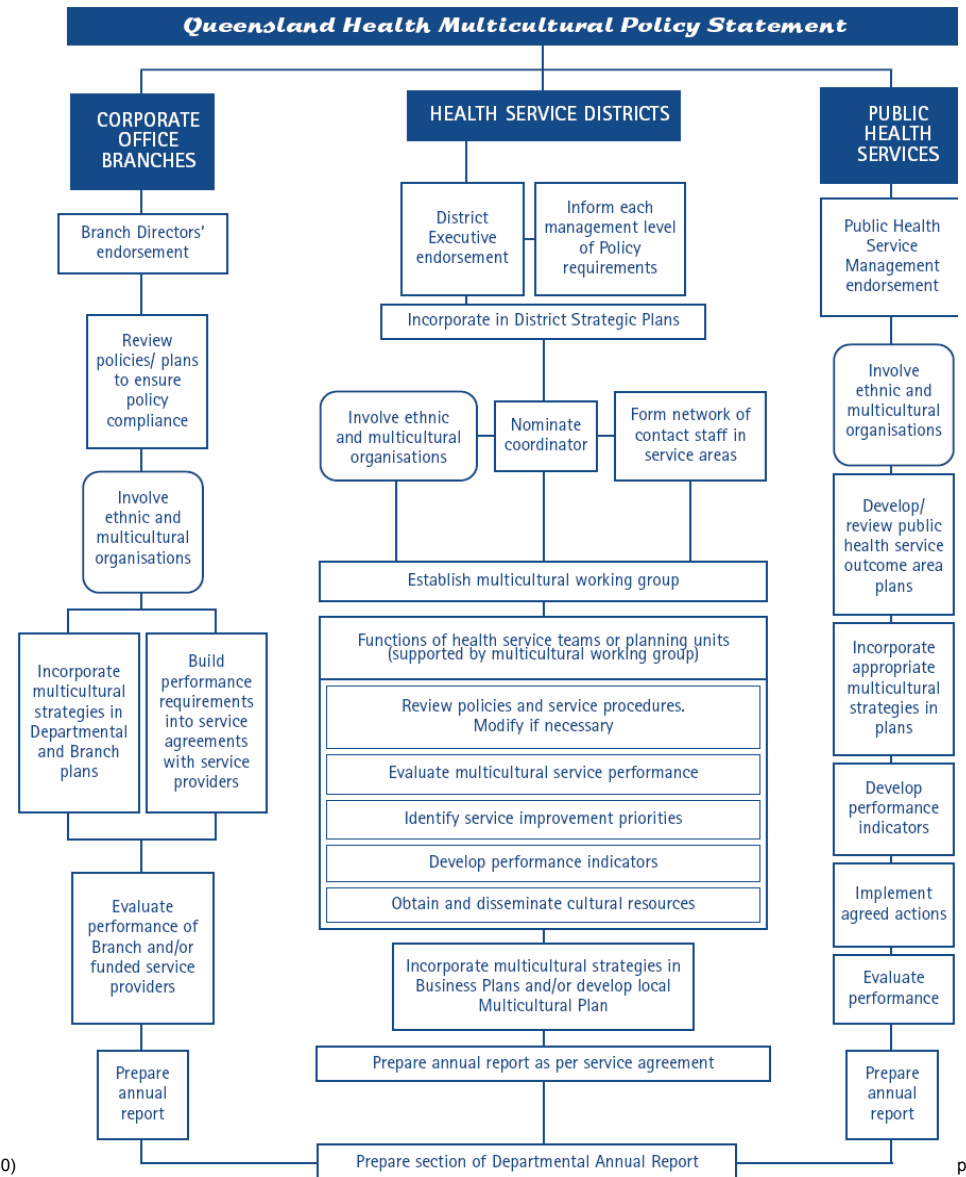 Queensland Health Multicultural Policy Statement
CORPORATE
OFFICE
BRANCHES
Branch Directors'
endorsement
Review
policies/ plans
to ensure
policy
compliance
Involve
ethnic and
multicultural
organisations
Incorporate
multicultural
strategies in
Departmental
and Branch
plans
Build
performance
requirements
into service
agreements
with service
providers
Evaluate
performance of
Branch and/or
funded service
providers
Prepare
annual
report
HEALTH SERVICE DISTRICTS
District
Executive
endorsement
Inform each
management level
of Policy
requirements
Incorporate in District Strategic Plans
Involve ethnic
and multicultural
organisations
Nominate
coordinator
Form network of
contact staff in
service areas
Establish multicultural working group
Functions of health service teams or planning units
(supported by multicultural working group)
Review policies and service procedures.
Modify if necessary
Evaluate multicultural service performance
Identify service improvement priorities
Develop performance indicators
Obtain and disseminate cultural resources
Incorporate multicultural strategies in
Business Plans and/or develop local
Multicultural Plan
Prepare annual report as per service agreement
PUBLIC
HEALTH
SERVICES
Public Health
Service
Management
endorsement
Involve
ethnic and
multicultural
organisations
Develop/
review public
health service
outcome area
plans
Incorporate
appropriate
multicultural
strategies in
plans
Develop
performance
indicators
Implement
agreed actions
Evaluate
performance
Prepare
annual
report
Prepare section of Departmental Annual Report
0)
p